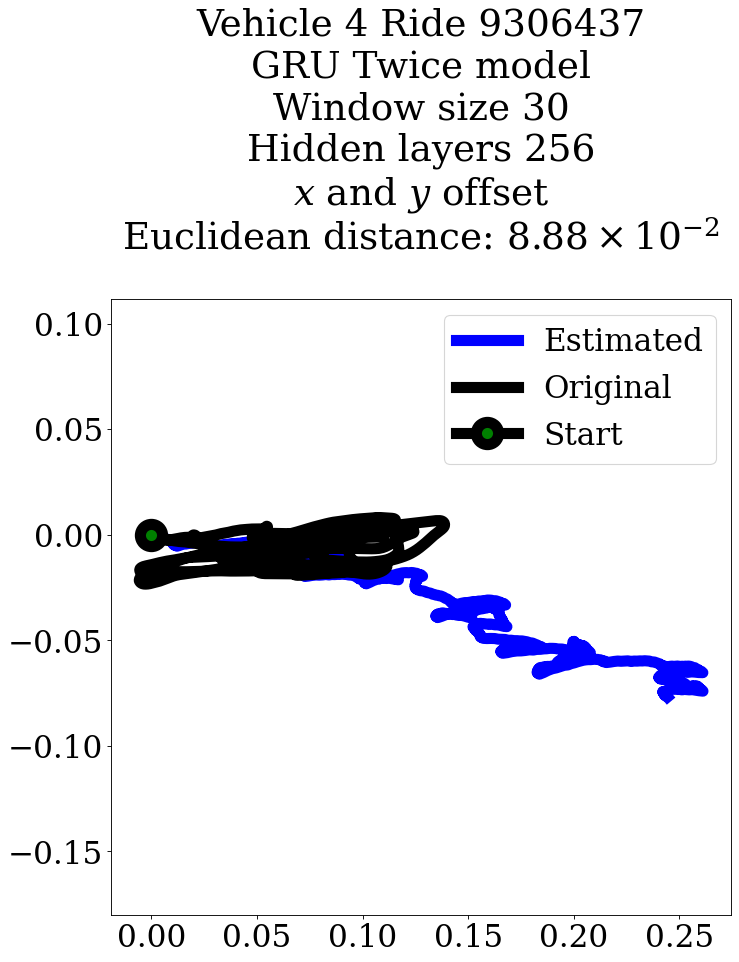 Vehicle 4 Ride 9306437
GRU Twice model
Window size 30
Hidden layers 256
x and y offset
Euclidean distance: 8.88 × 10⁻²
Estimated
Original
Start
0.10
0.05
0.00
−0.05
−0.10
−0.15
0.00 0.05 0.10 0.15 0.20 0.25